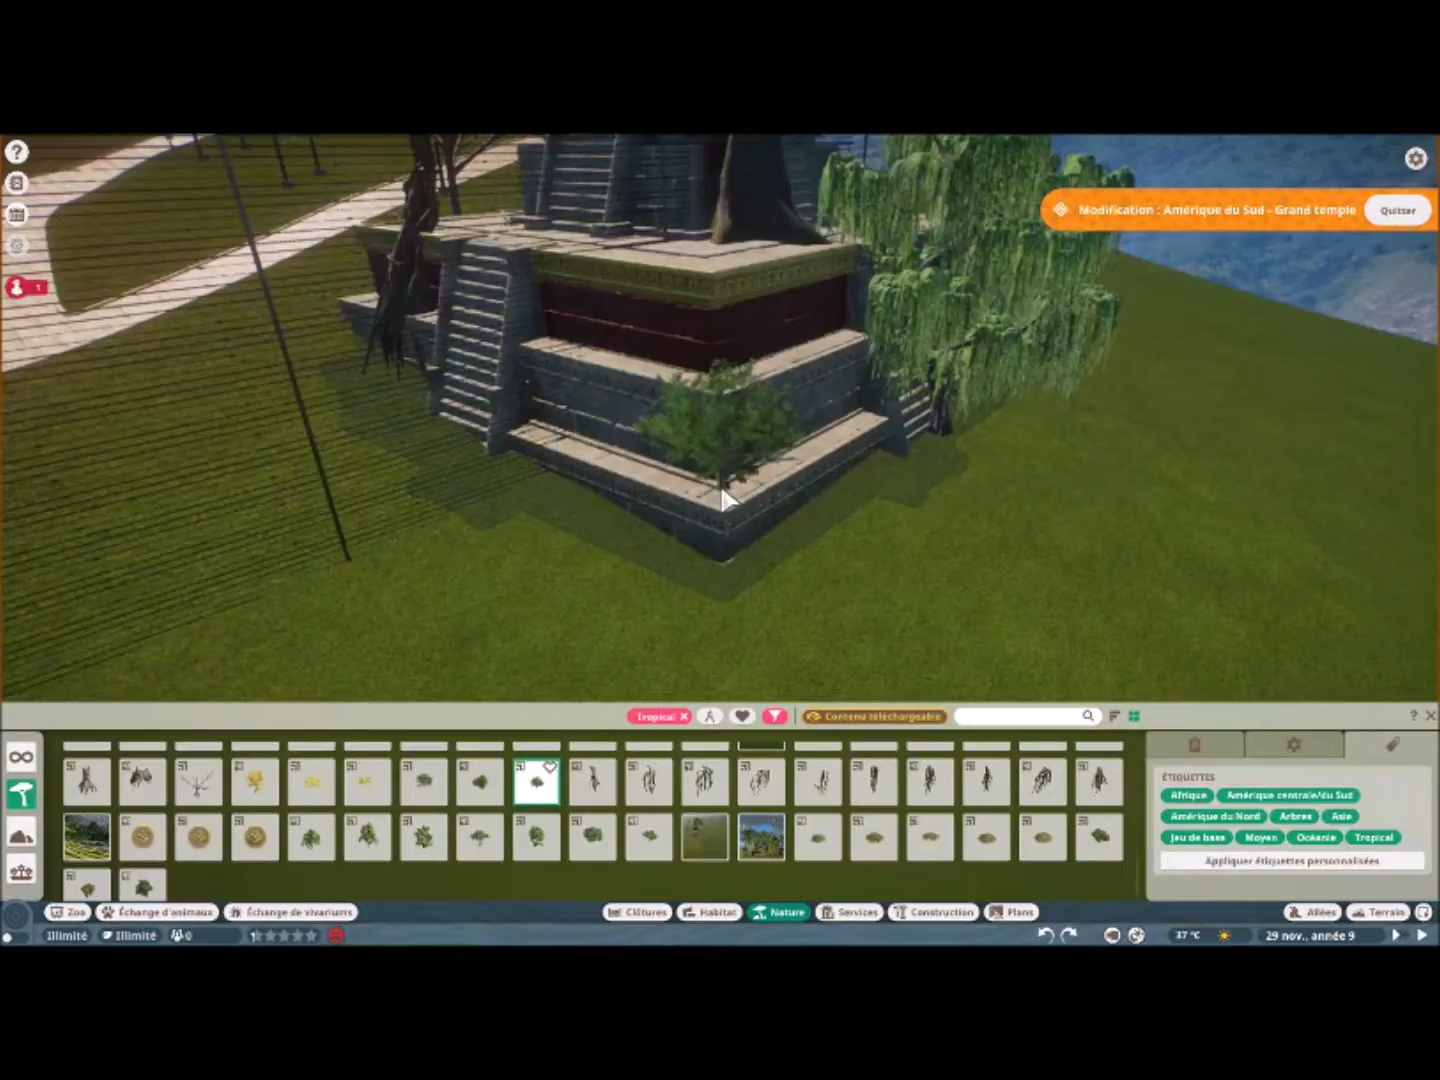 ?
Modification : Amérique du Sud - Grand temple
Quitter
1
Tropical ×
Contenu téléchargeable
?
ÉTIQUETTES
Afrique
Amérique centrale/du Sud
Amérique du Nord
Arbres
Asie
Jeu de base
Moyen
Océanie
Tropical
Appliquer étiquettes personnalisées
Zoo
Échange d'animaux
Échange de vivariums
Clôtures
Habitat
Nature
Services
Construction
Plans
Allées
Terrain
Illimité
Illimité
0
37 °C
29 nov., année 9